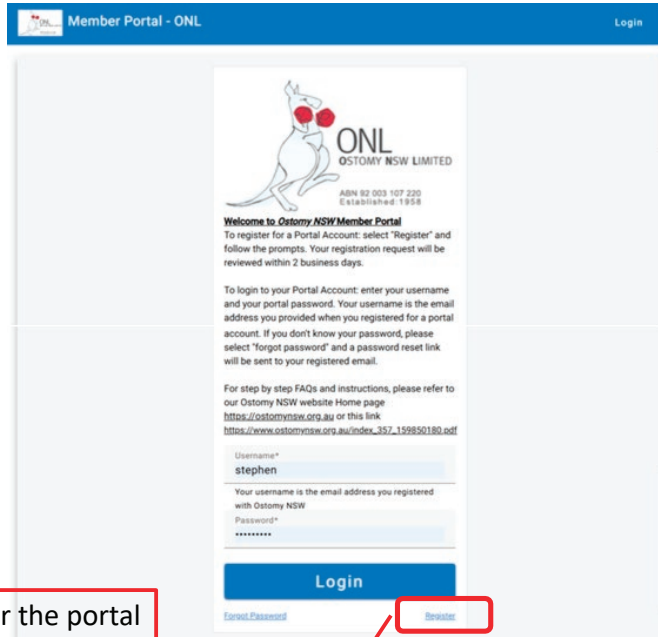 ONL
Member Portal - ONL
Login
ONL
OSTOMY NSW LIMITED
ABN 92 003 107 220
Established:1958
Welcome to Ostomy NSW Member Portal
To register for a Portal Account: select "Register" and
follow the prompts. Your registration request will be
reviewed within 2 business days.
To login to your Portal Account: enter your username
and your portal password. Your username is the email
address you provided when you registered for a portal
account. If you don't know your password, please
select "forgot password" and a password reset link
will be sent to your registered email.
For step by step FAQs and instructions, please refer to
our Ostomy NSW website Home page
https://ostomynsw.org.au or this link
https://www.ostomynsw.org.au/index_357_159850180.pdf
Username*
stephen
Your username is the email address you registered
with Ostomy NSW
Password*
•••••••••
Login
Forgot Password
Register
r the portal